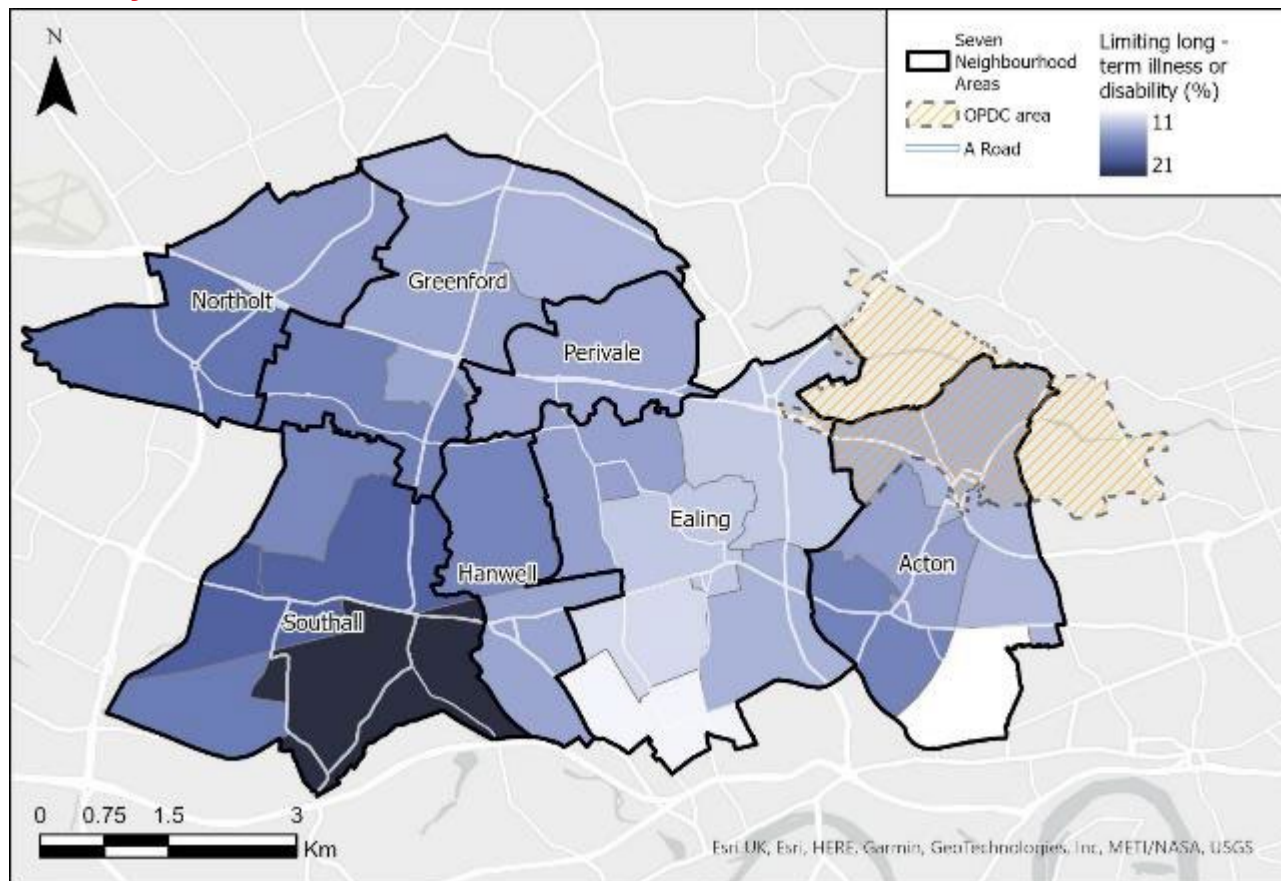 N
Seven
Neighbourhood
Areas
OPDC area
A Road
Limiting long -
term illness or
disability (%)
11
21
Northolt
Greenford
Perivale
Ealing
Acton
Hanwell
Southall
0 0.75 1.5 3
Km
Esri UK, Esri, HERE, Garmin, GeoTechnologies, Inc, METI/NASA, USGS